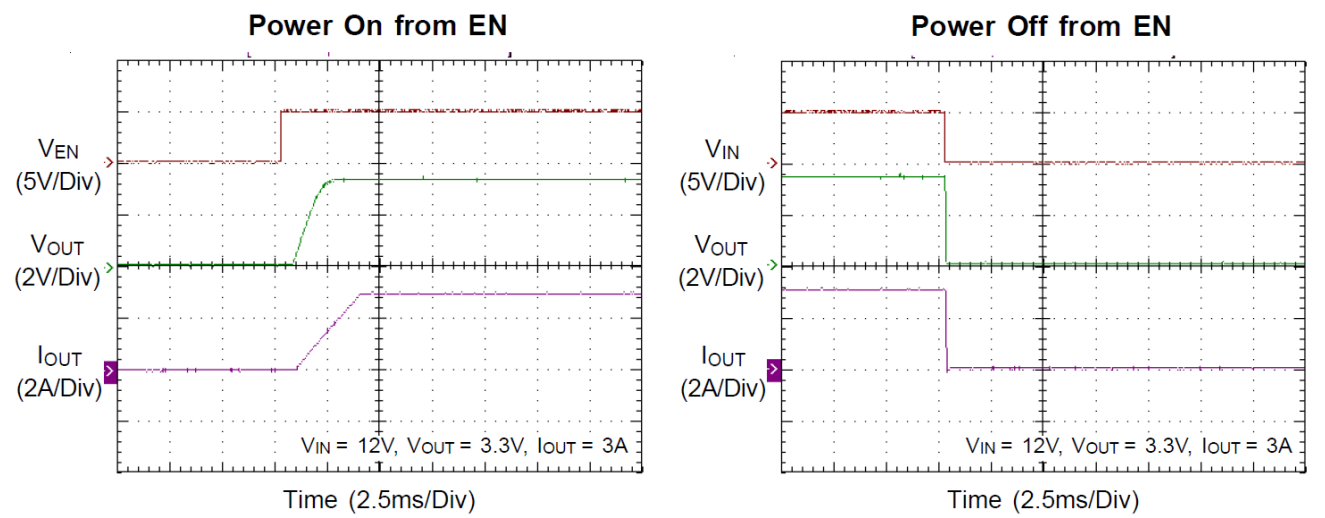 Power On from EN
VEN
(5V/Div)
VOUT
(2V/Div)
IOUT
(2A/Div)
VIN = 12V, VOUT = 3.3V, IOUT = 3A
Time (2.5ms/Div)
Power Off from EN
VIN
(5V/Div)
VOUT
(2V/Div)
IOUT
(2A/Div)
VIN = 12V, VOUT = 3.3V, IOUT = 3A
Time (2.5ms/Div)